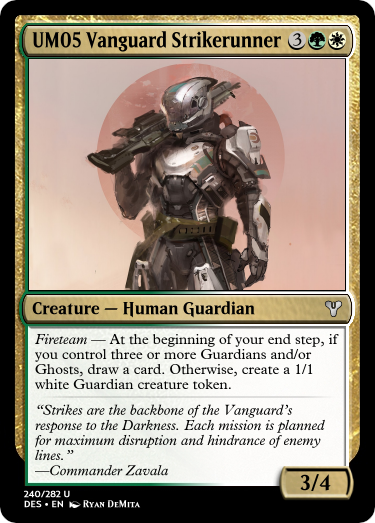 UM05 Vanguard Strikerunner 3
Creature — Human Guardian
Fireteam — At the beginning of your end step, if
you control three or more Guardians and/or
Ghosts, draw a card. Otherwise, create a 1/1
white Guardian creature token.
“Strikes are the backbone of the Vanguard’s
response to the Darkness. Each mission is planned
for maximum disruption and hindrance of enemy
lines.”
—Commander Zavala
3/4
240/282 U
DES • EN Ryan DeMita